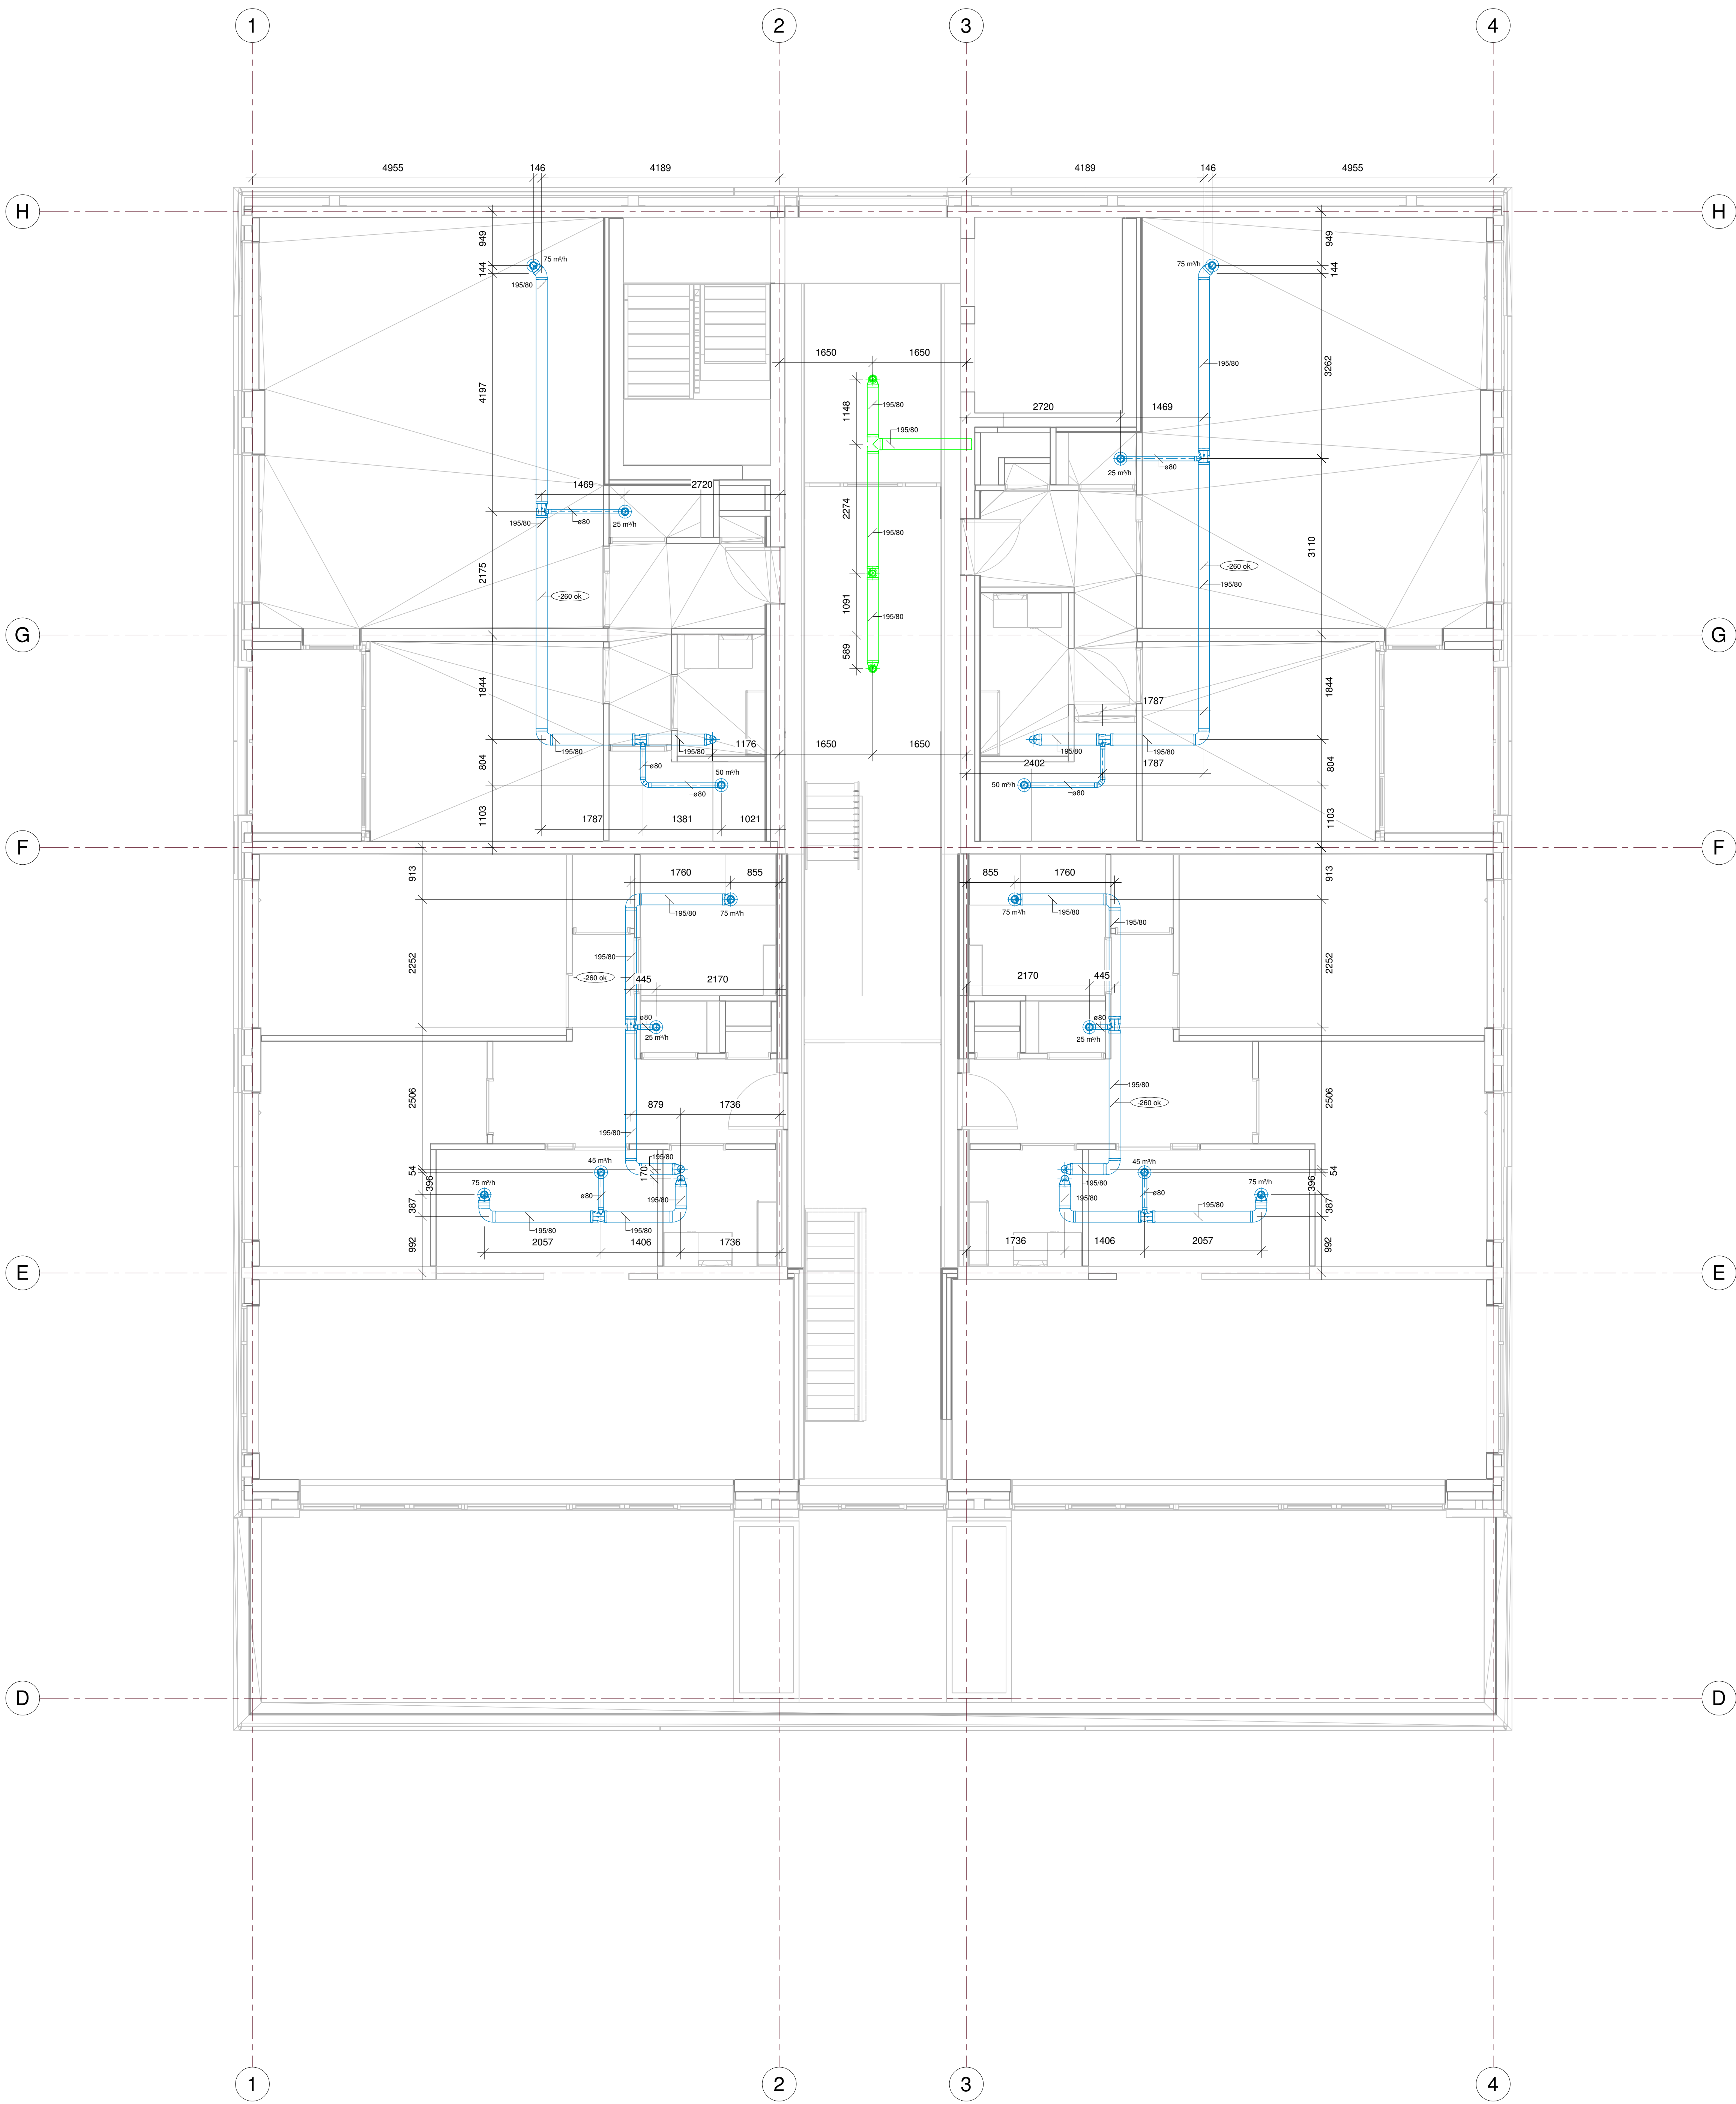 1 2 3 4
4955 146 4189 4189 146 4955
H H
949 949
75 m³/h 75 m³/h
144 144
195/80
1650 1650
3262
195/80
4197
1148 195/80
2720 1469
195/80
25 m³/h ø80
1469 2720
2274
195/80 ø80 25 m³/h
195/80
3110
2175
-260 ok
-260 ok
195/80
1091 195/80
G G
589
1844 1844
1787
1176
195/80 195/80
1650 1650
195/80 195/80
2402 1787
804 ø80 804
50 m³/h 50 m³/h
ø80 ø80
1103 1103
1787 1381 1021
F F
913 1760 855 855 1760 913
195/80 75 m³/h 75 m³/h 195/80
195/80
195/80
2252 2252
-260 ok 445 2170 2170 445
ø80 ø80
25 m³/h 25 m³/h
195/80
2506 2506
879 1736 -260 ok
195/80
195/80
45 m³/h 45 m³/h
54 170 54
396 75 m³/h 195/80 75 m³/h 396
ø80 195/80 195/80 ø80
387 195/80 387
195/80 195/80
992 2057 1406 1736 1736 1406 2057 992
E E
D D
1 2 3 4